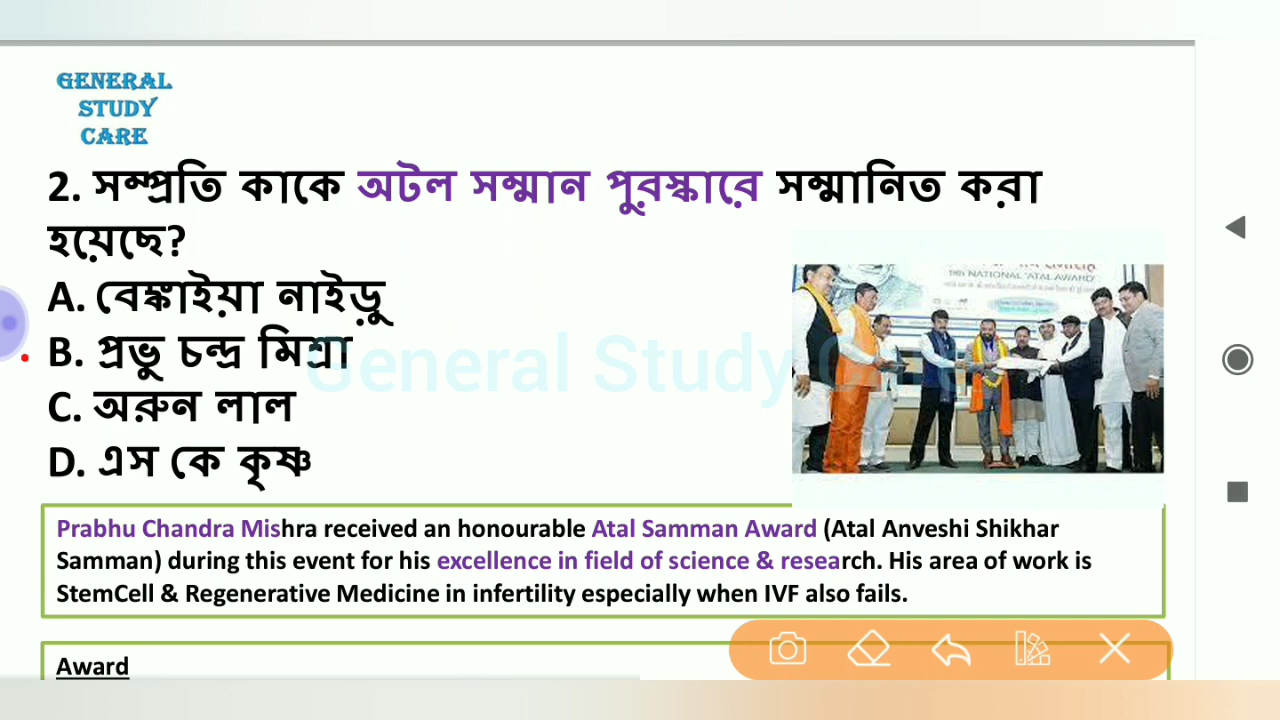 GENERAL
STUDY
CARE
2. সম্প্রতি কাকে অটল সম্মান পুরস্কারে সম্মানিত করা
হয়েছে?
A. বেঙ্কাইয়া নাইডু
B. প্রভু চন্দ্র মিশ্রা
C. অরুন লাল
D. এস কে কৃষ্ণ
General Study
NATIONAL 'ATAL AWARD'
Prabhu Chandra Mishra received an honourable Atal Samman Award (Atal Anveshi Shikhar
Samman) during this event for his excellence in field of science & research. His area of work is
StemCell & Regenerative Medicine in infertility especially when IVF also fails.
Award